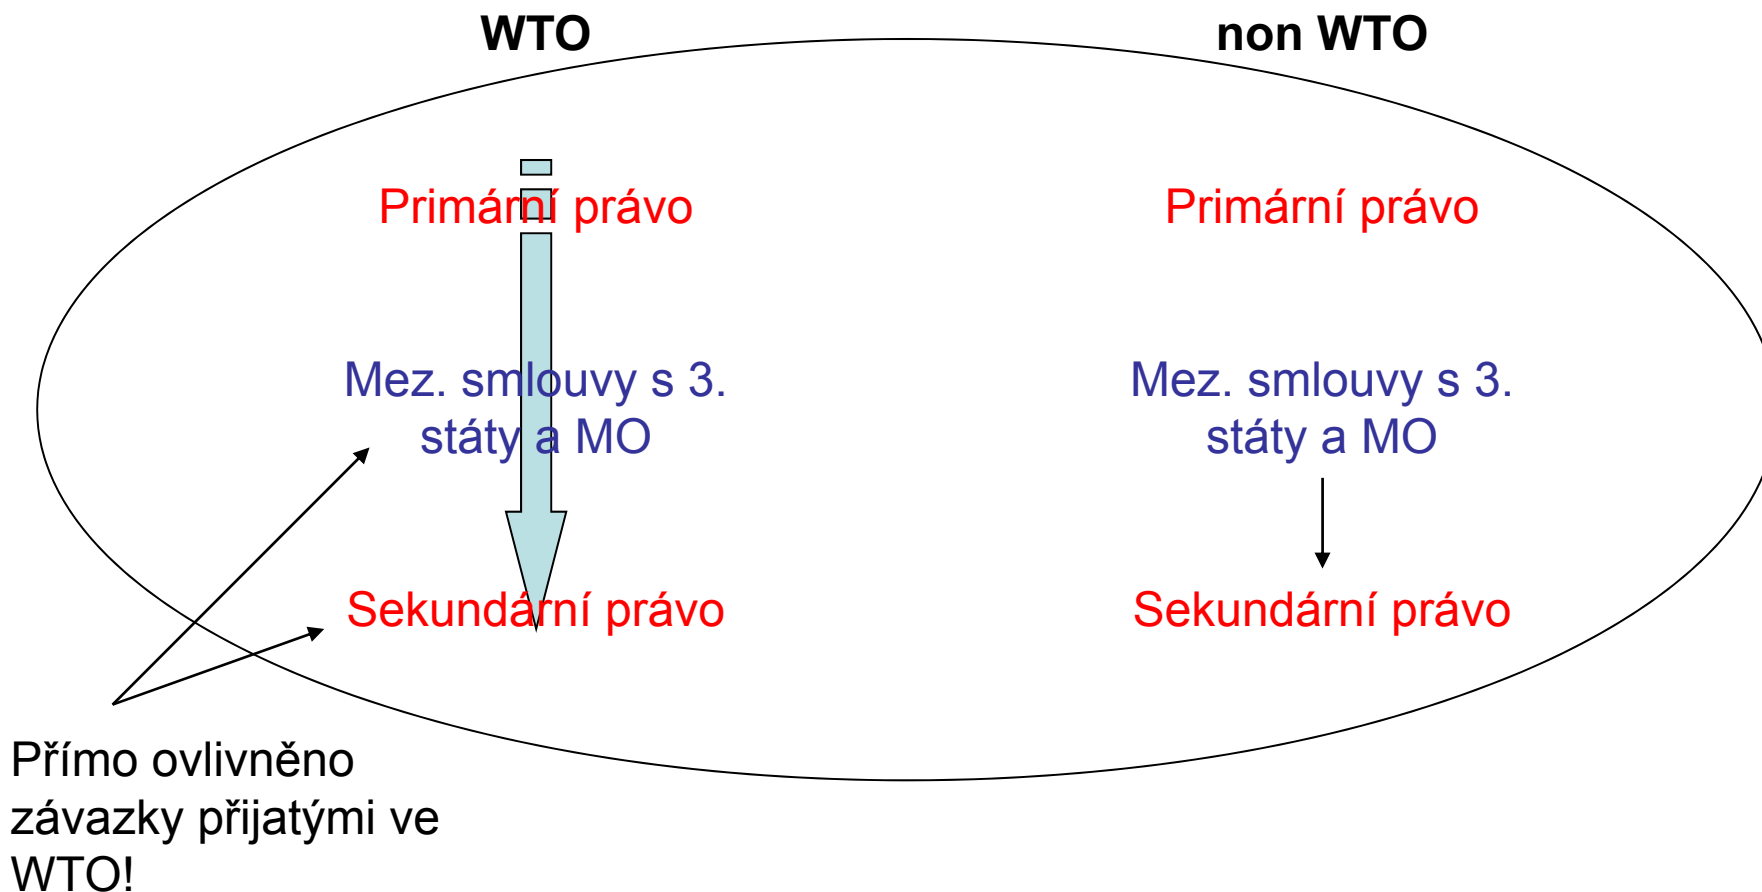 WTO
non WTO
Primární právo
Primární právo
Mez. smlouvy s 3.
státy a MO
Mez. smlouvy s 3.
státy a MO
Sekundární právo
Sekundární právo
Přímo ovlivněno
závazky přijatými ve
WTO!